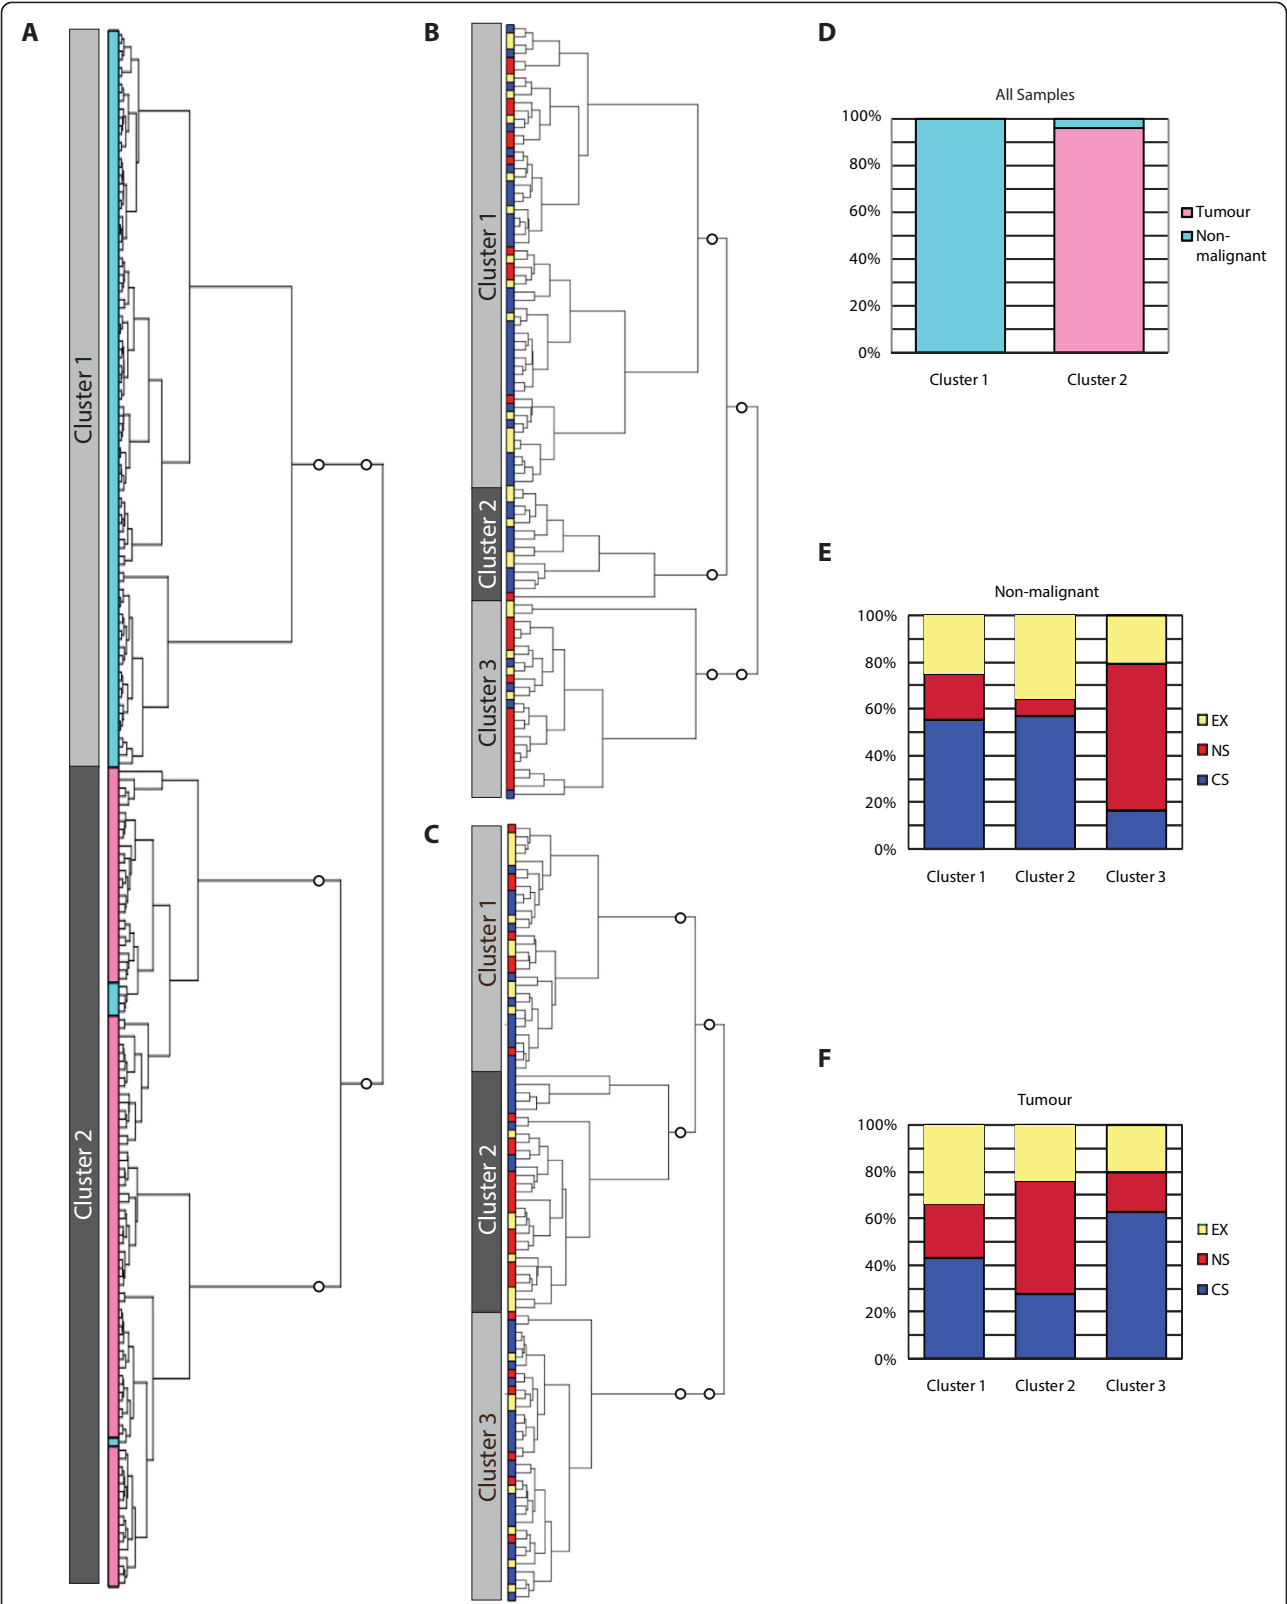 A
Cluster 1
Cluster 2
B
Cluster 1
Cluster 2
Cluster 3
C
Cluster 1
Cluster 2
Cluster 3
D
All Samples
100%
80%
60%
40%
20%
0%
Cluster 1
Cluster 2
Tumour
Non-
malignant
E
Non-malignant
100%
80%
60%
40%
20%
0%
Cluster 1
Cluster 2
Cluster 3
EX
NS
CS
F
Tumour
100%
80%
60%
40%
20%
0%
Cluster 1
Cluster 2
Cluster 3
EX
NS
CS